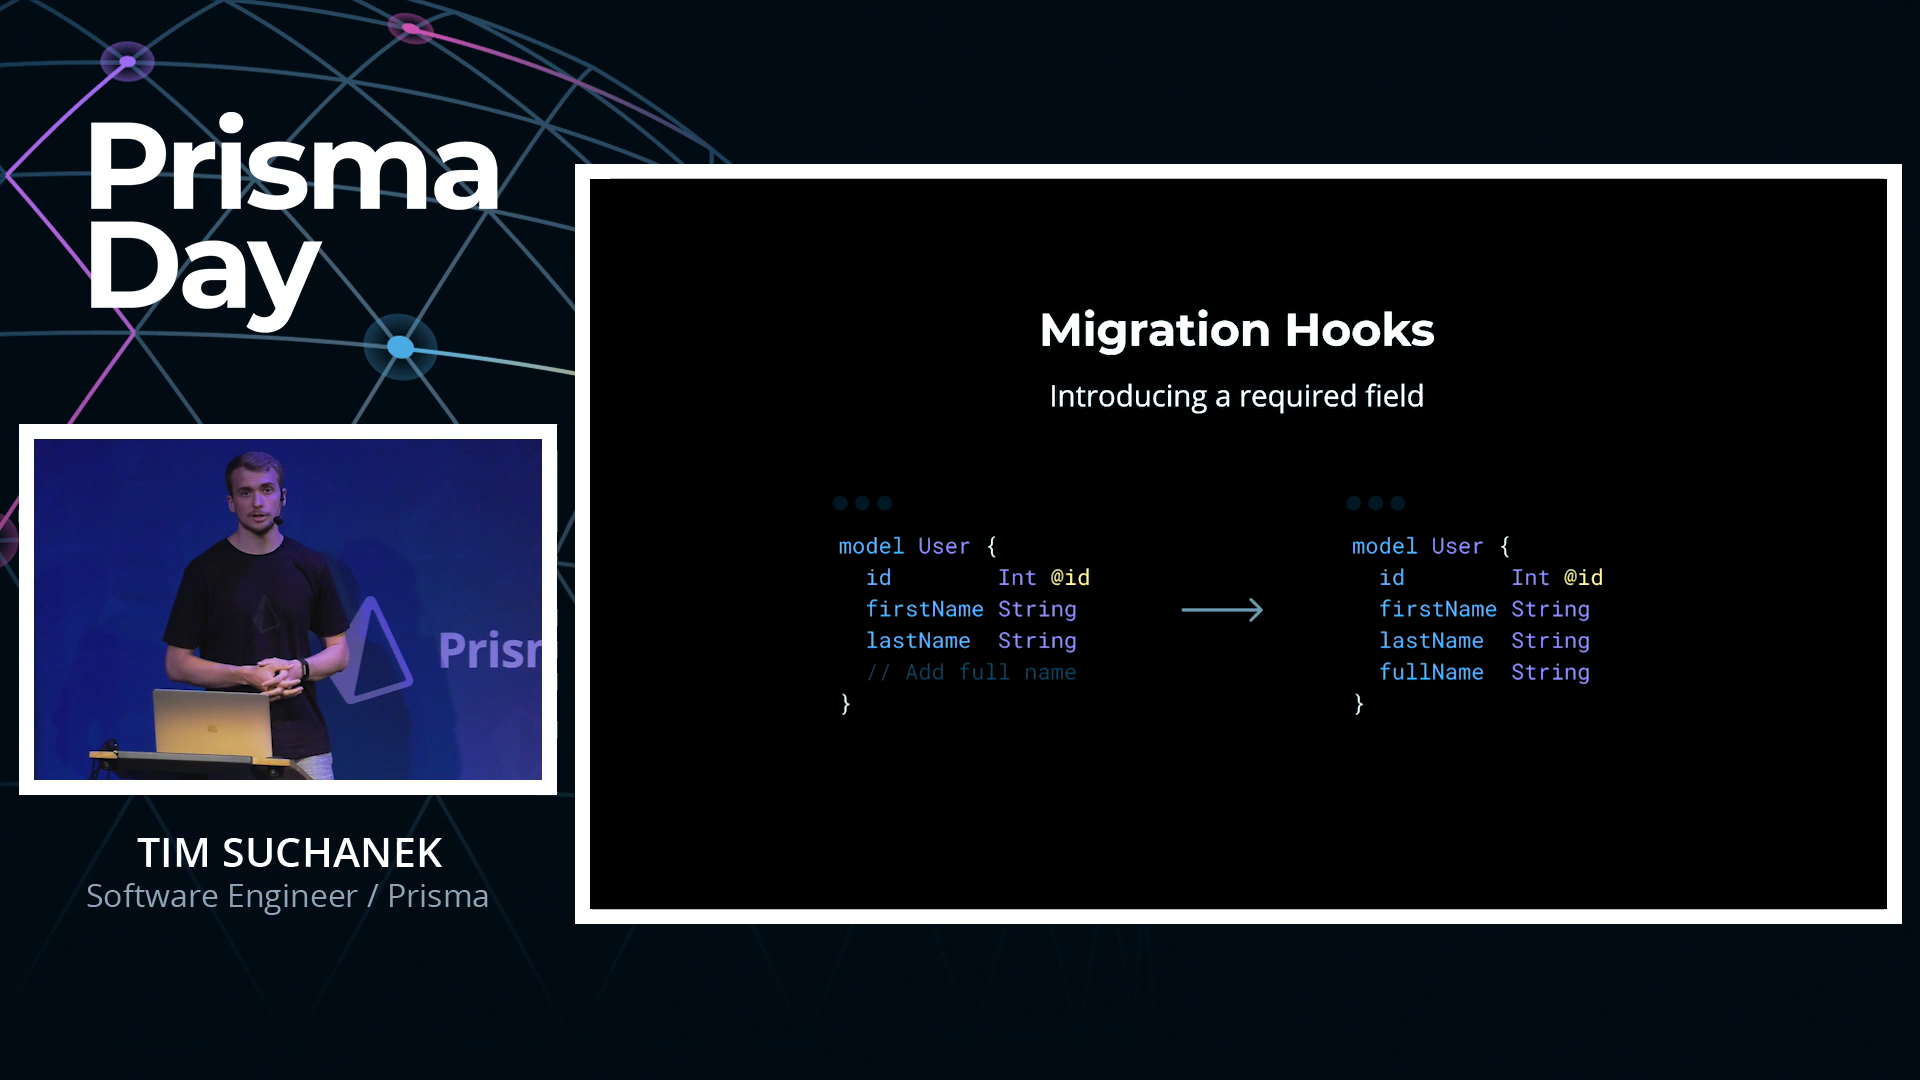 Prisma
Day
Prism
TIM SUCHANEK
Software Engineer / Prisma
Migration Hooks
Introducing a required field
model User {
  id        Int @id
  firstName String
  lastName  String
  // Add full name
}
model User {
  id        Int @id
  firstName String
  lastName  String
  fullName  String
}